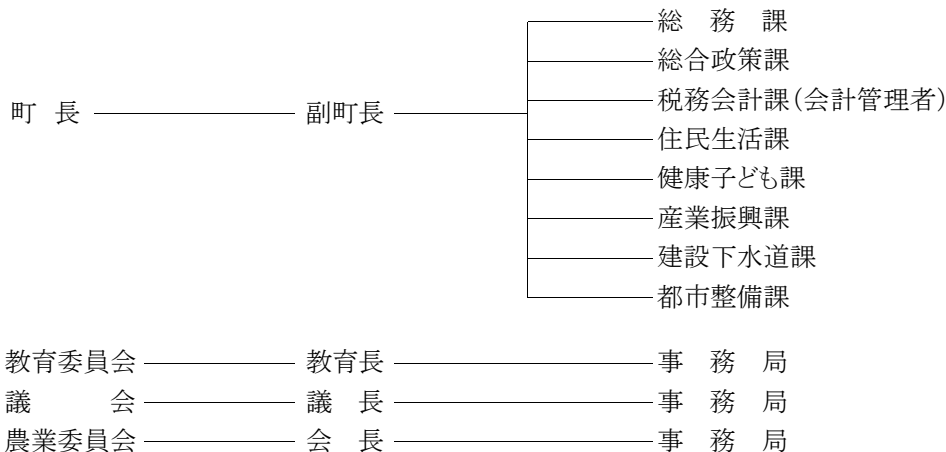 総務課
総合政策課
町長 副町長 税務会計課(会計管理者)
住民生活課
健康子ども課
産業振興課
建設下水道課
都市整備課
教育委員会 教育長 事務局
議会 議長 事務局
農業委員会 会長 事務局